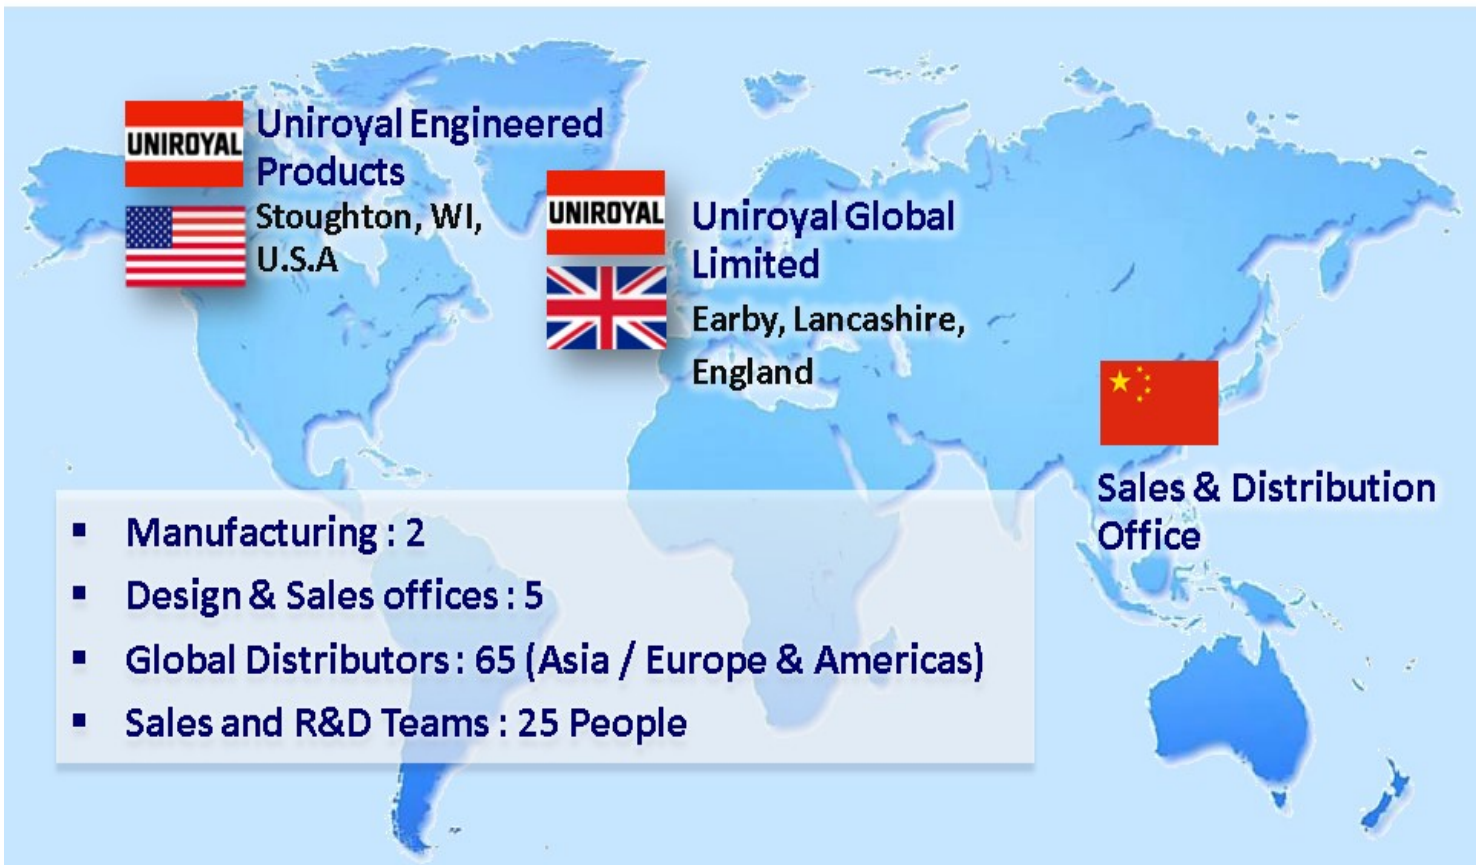 UNIROYAL
Uniroyal Engineered
Products
Stoughton, WI,
U.S.A
UNIROYAL
Uniroyal Global
Limited
Earby, Lancashire,
England
Sales & Distribution
Office
▪ Manufacturing : 2
▪ Design & Sales offices : 5
▪ Global Distributors : 65 (Asia / Europe & Americas)
▪ Sales and R&D Teams : 25 People